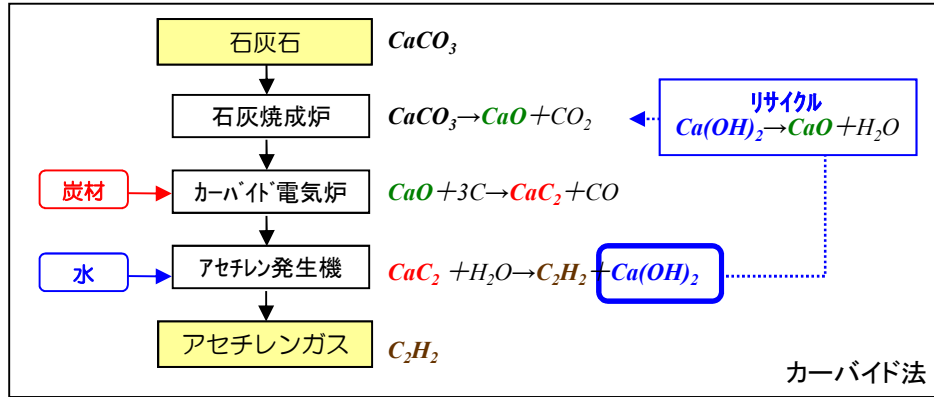 石灰石 CaCO₃
リサイクル
石灰焼成炉 CaCO₃→CaO+CO₂
Ca(OH)₂→CaO+H₂O
炭材 カーバイド電気炉 CaO+3C→CaC₂+CO
水 アセチレン発生機 CaC₂+H₂O→C₂H₂+Ca(OH)₂
アセチレンガス C₂H₂
カーバイド法